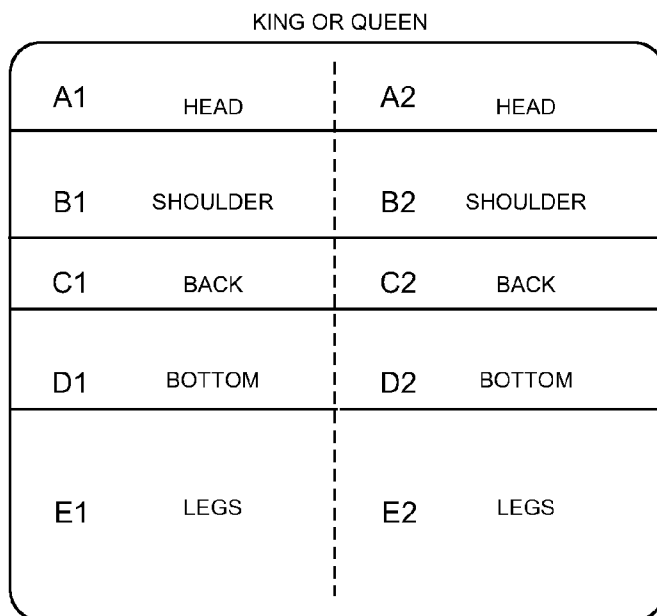 KING OR QUEEN
A1 HEAD A2 HEAD
B1 SHOULDER B2 SHOULDER
C1 BACK C2 BACK
D1 BOTTOM D2 BOTTOM
E1 LEGS E2 LEGS